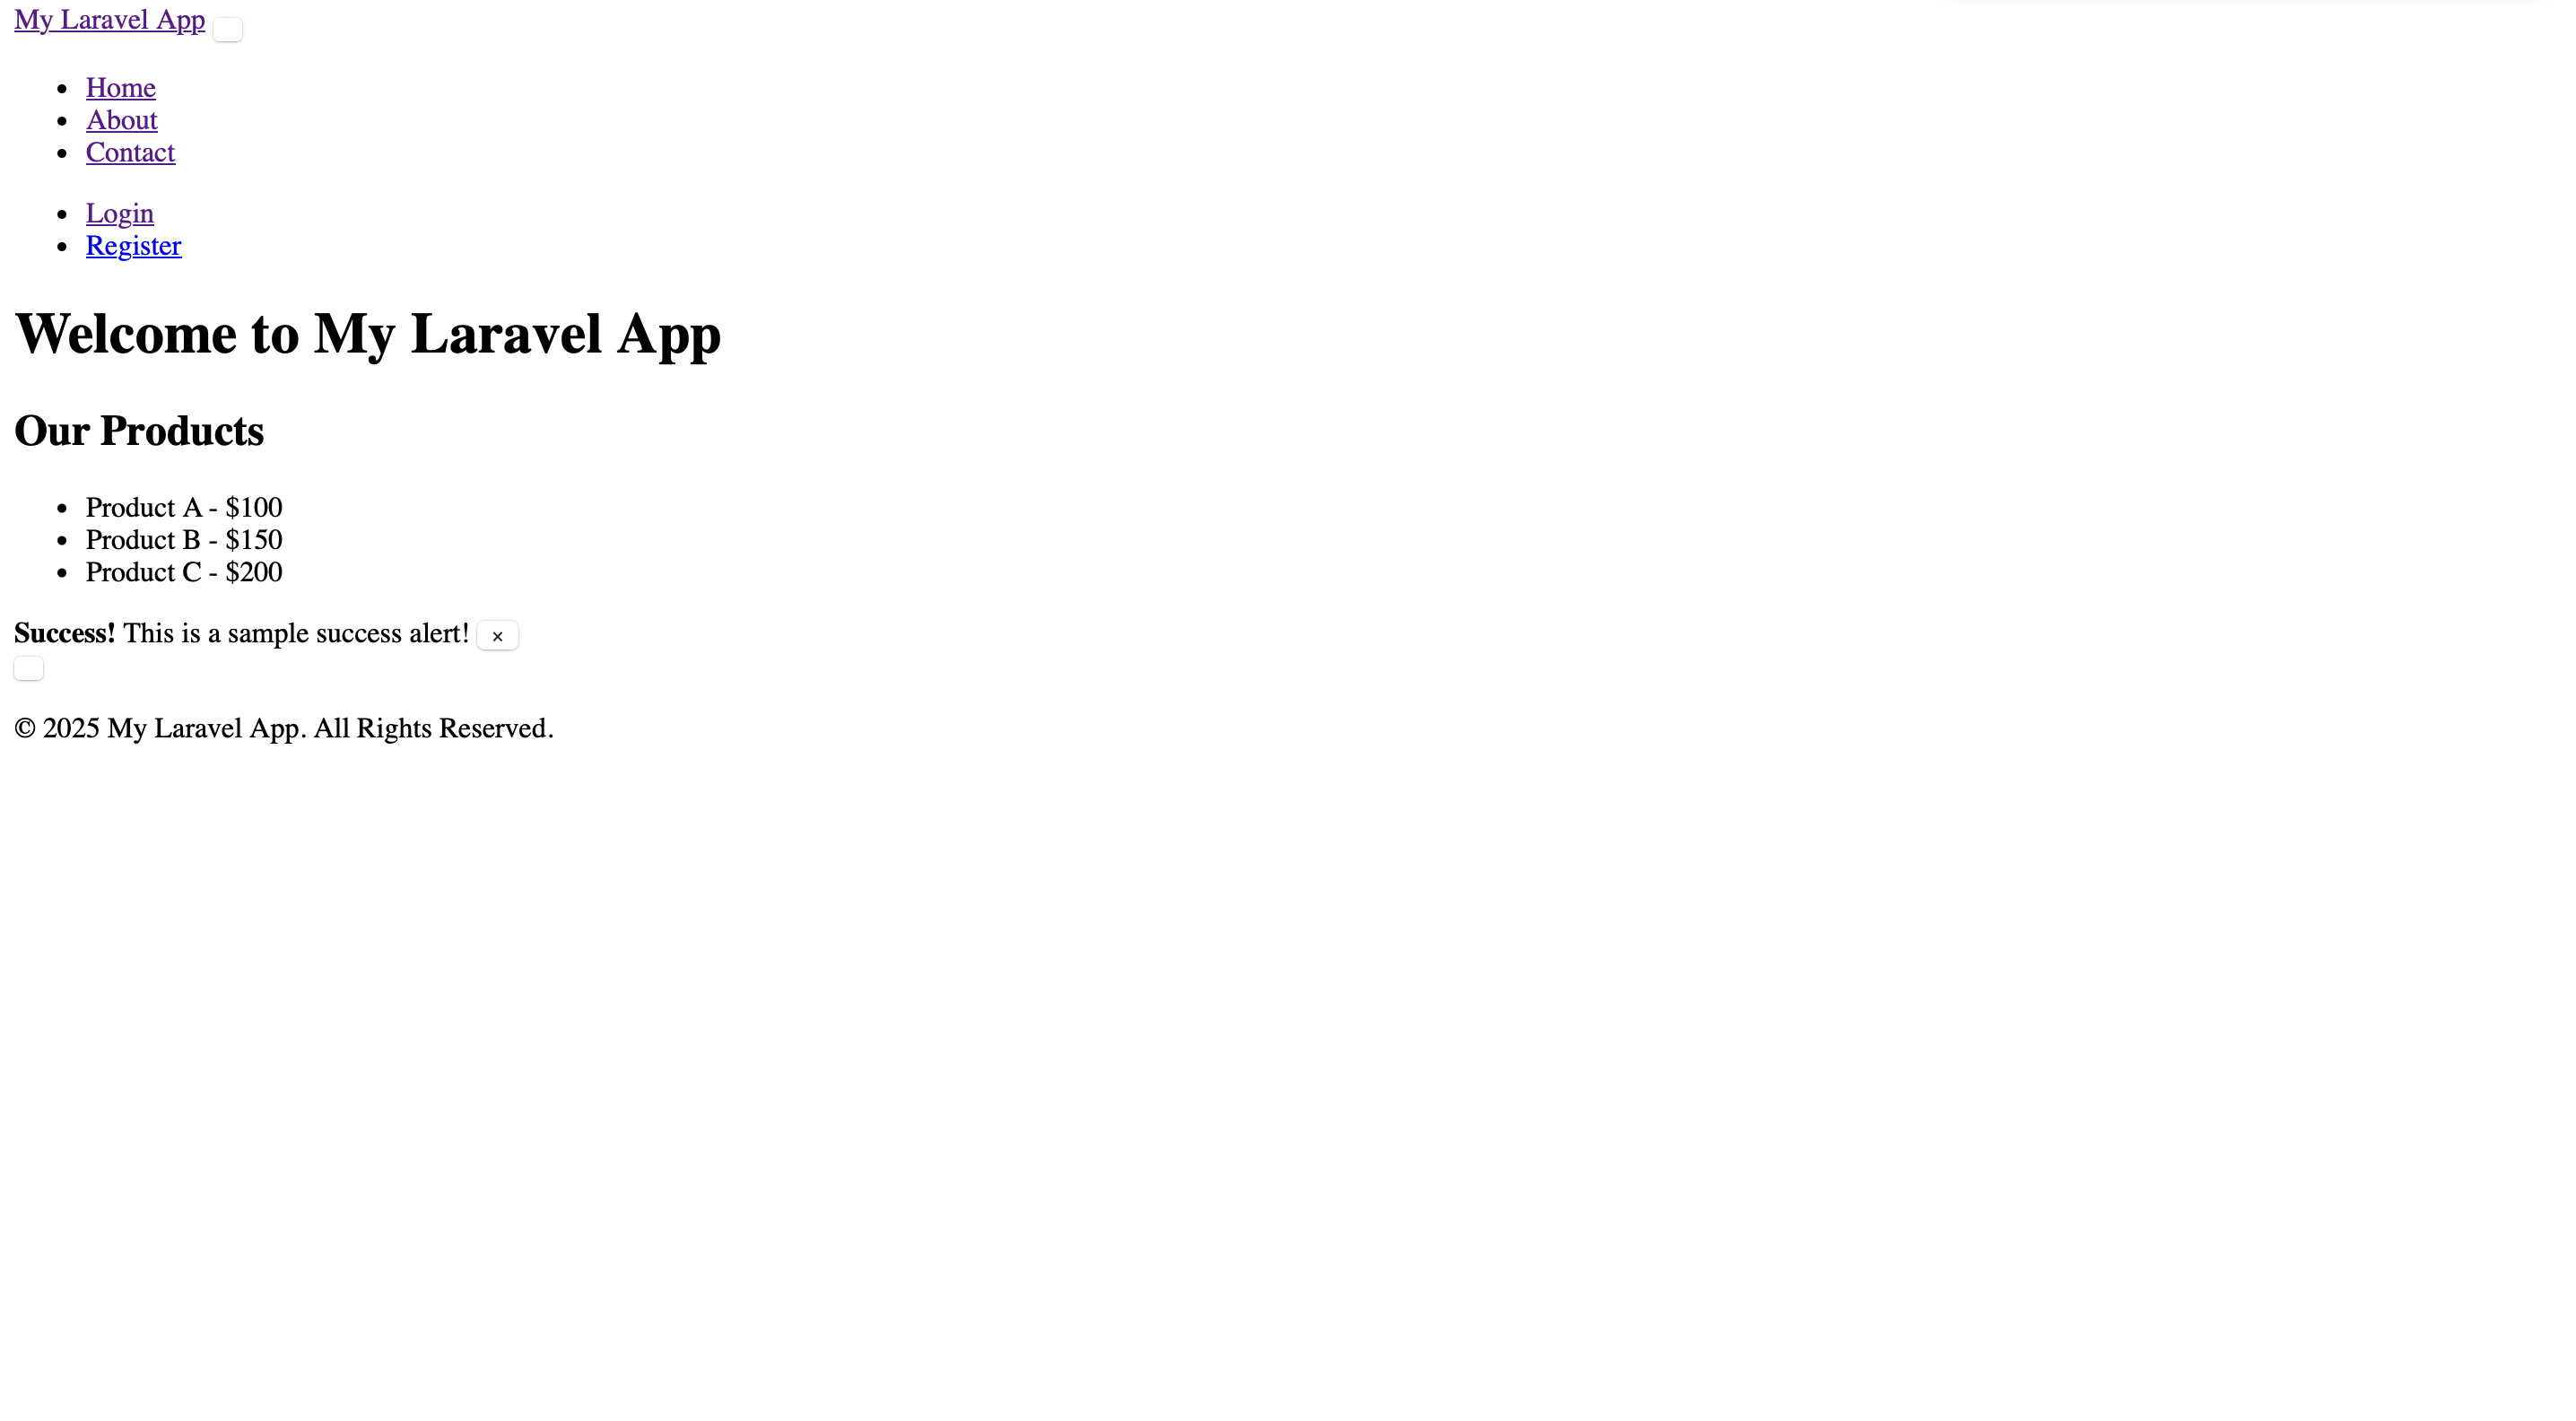 My Laravel App
Home
About
Contact
Login
Register
Welcome to My Laravel App
Our Products
Product A - $100
Product B - $150
Product C - $200
Success! This is a sample success alert! ×
© 2025 My Laravel App. All Rights Reserved.